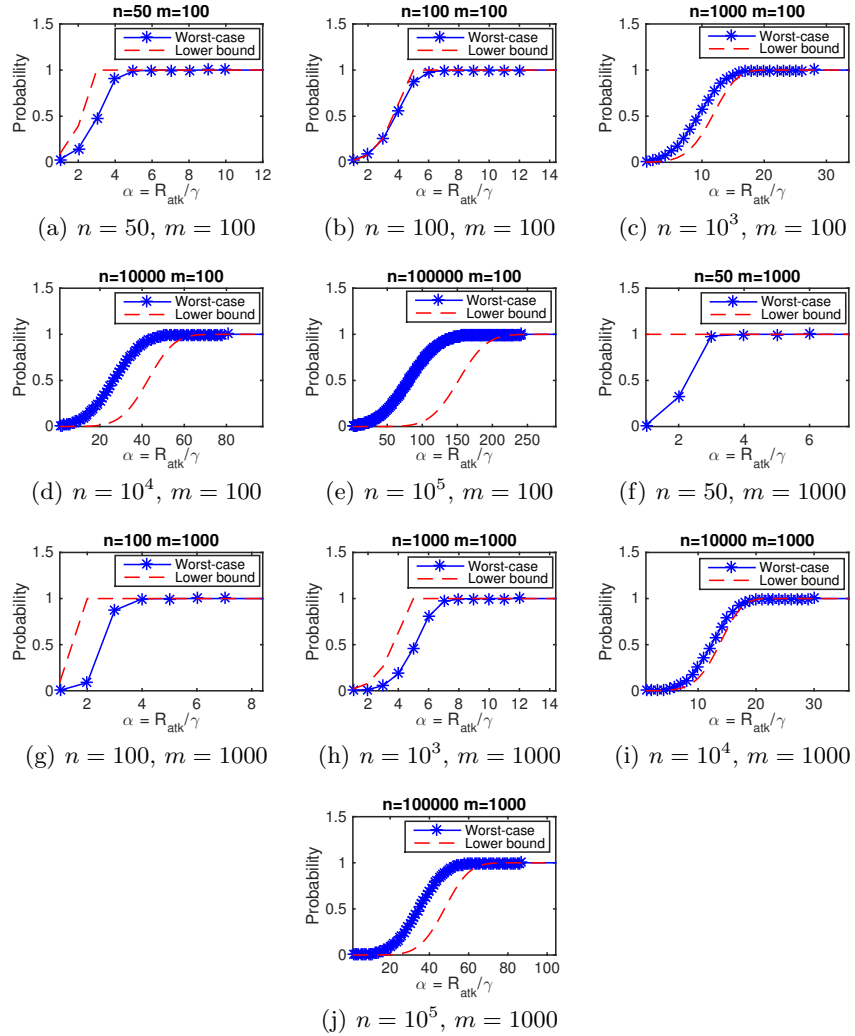 n=50 m=100
Worst-case
Lower bound
Probability
1.5
1
0.5
0
2 4 6 8 10 12
α = R_atk/γ
(a) n = 50, m = 100
n=100 m=100
Worst-case
Lower bound
Probability
1.5
1
0.5
0
2 4 6 8 10 12 14
α = R_atk/γ
(b) n = 100, m = 100
n=1000 m=100
Worst-case
Lower bound
Probability
1.5
1
0.5
0
10 20 30
α = R_atk/γ
(c) n = 10^3, m = 100
n=10000 m=100
Worst-case
Lower bound
Probability
1.5
1
0.5
0
20 40 60 80
α = R_atk/γ
(d) n = 10^4, m = 100
n=100000 m=100
Worst-case
Lower bound
Probability
1.5
1
0.5
0
50 100 150 200 250
α = R_atk/γ
(e) n = 10^5, m = 100
n=50 m=1000
Worst-case
Lower bound
Probability
1.5
1
0.5
0
2 4 6
α = R_atk/γ
(f) n = 50, m = 1000
n=100 m=1000
Worst-case
Lower bound
Probability
1.5
1
0.5
0
2 4 6 8
α = R_atk/γ
(g) n = 100, m = 1000
n=1000 m=1000
Worst-case
Lower bound
Probability
1.5
1
0.5
0
2 4 6 8 10 12 14
α = R_atk/γ
(h) n = 10^3, m = 1000
n=10000 m=1000
Worst-case
Lower bound
Probability
1.5
1
0.5
0
10 20 30
α = R_atk/γ
(i) n = 10^4, m = 1000
n=100000 m=1000
Worst-case
Lower bound
Probability
1.5
1
0.5
0
20 40 60 80 100
α = R_atk/γ
(j) n = 10^5, m = 1000